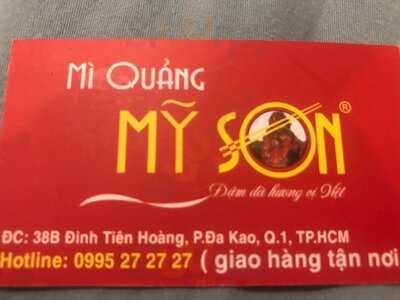 MÌ QUẢNG
MỸ SƠN®
Đậm đà hương vị Việt
ĐC: 38B Đinh Tiên Hoàng, P.Đa Kao, Q.1, TP.HCM
Hotline: 0995 27 27 27 ( giao hàng tận nơi